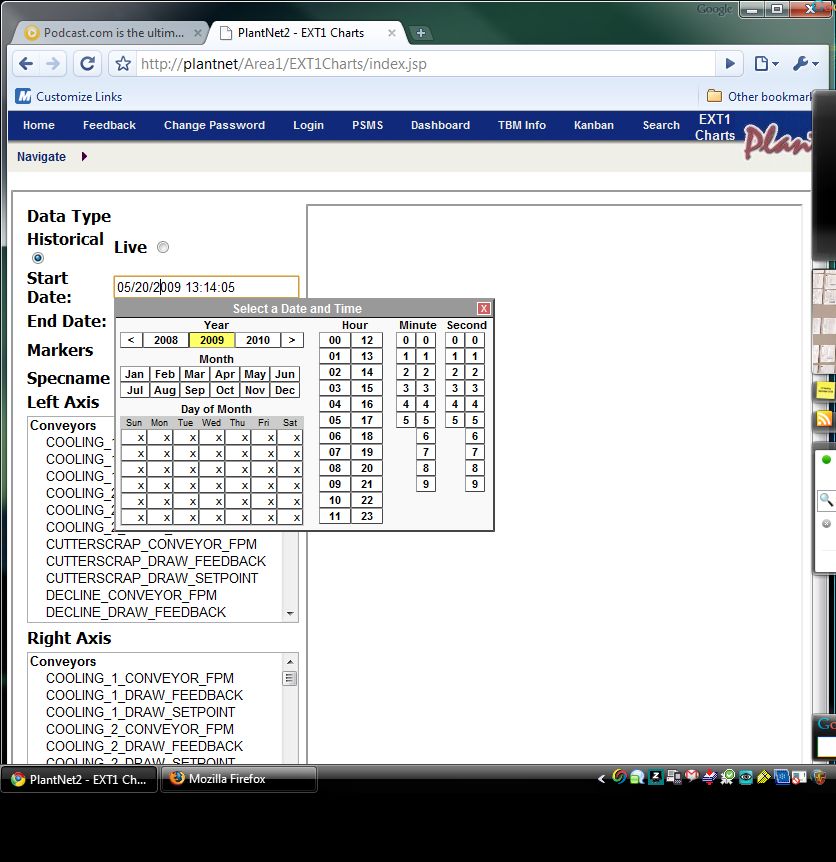 Google
Podcast.com is the ultim...
PlantNet2 - EXT1 Charts
http://plantnet/Area1/EXT1Charts/index.jsp
Customize Links
Other bookmark
Home Feedback Change Password Login PSMS Dashboard TBM Info Kanban Search EXT1 Charts
Plan
Navigate
Data Type
Historical
Live
Start
Date:
05/20/2009 13:14:05
End Date:
Markers
Specname
Left Axis
Select a Date and Time X
Year
< 2008 2009 2010 >
Month
Jan Feb Mar Apr May Jun
Jul Aug Sep Oct Nov Dec
Day of Month
Sun Mon Tue Wed Thu Fri Sat
x x x x x x x
x x x x x x x
x x x x x x x
x x x x x x x
x x x x x x x
x x x x x x x
Hour Minute Second
00 12 0 0 0 0
01 13 1 1 1 1
02 14 2 2 2 2
03 15 3 3 3 3
04 16 4 4 4 4
05 17 5 5 5 5
06 18 6 6
07 19 7 7
08 20 8 8
09 21 9 9
10 22
11 23
Conveyors
COOLING_1
COOLING_1
COOLING_1
COOLING_2
COOLING_2
COOLING_2
CUTTERSCRAP_CONVEYOR_FPM
CUTTERSCRAP_DRAW_FEEDBACK
CUTTERSCRAP_DRAW_SETPOINT
DECLINE_CONVEYOR_FPM
DECLINE_DRAW_FEEDBACK
Right Axis
Conveyors
COOLING_1_CONVEYOR_FPM
COOLING_1_DRAW_FEEDBACK
COOLING_1_DRAW_SETPOINT
COOLING_2_CONVEYOR_FPM
COOLING_2_DRAW_FEEDBACK
COOLING_2_DRAW_SETPOINT
Go
PlantNet2 - EXT1 Ch...
Mozilla Firefox